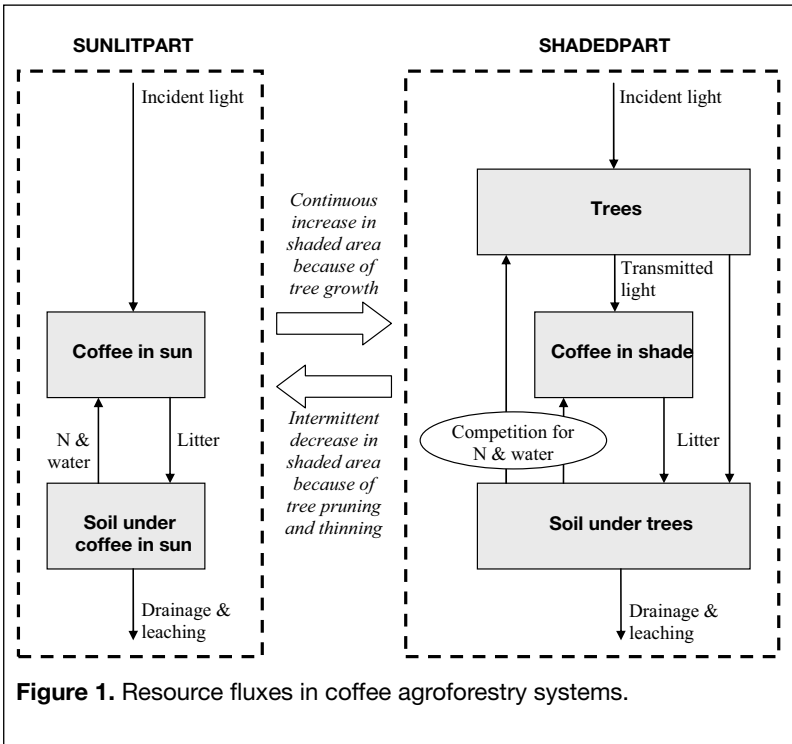 SUNLITPART
Incident light
Coffee in sun
N &
water
Litter
Soil under
coffee in sun
Drainage &
leaching
Continuous
increase in
shaded area
because of
tree growth
Intermittent
decrease in
shaded area
because of
tree pruning
and thinning
SHADEDPART
Incident light
Trees
Transmitted
light
Coffee in shade
Competition for
N & water
Litter
Soil under trees
Drainage &
leaching
Figure 1. Resource fluxes in coffee agroforestry systems.